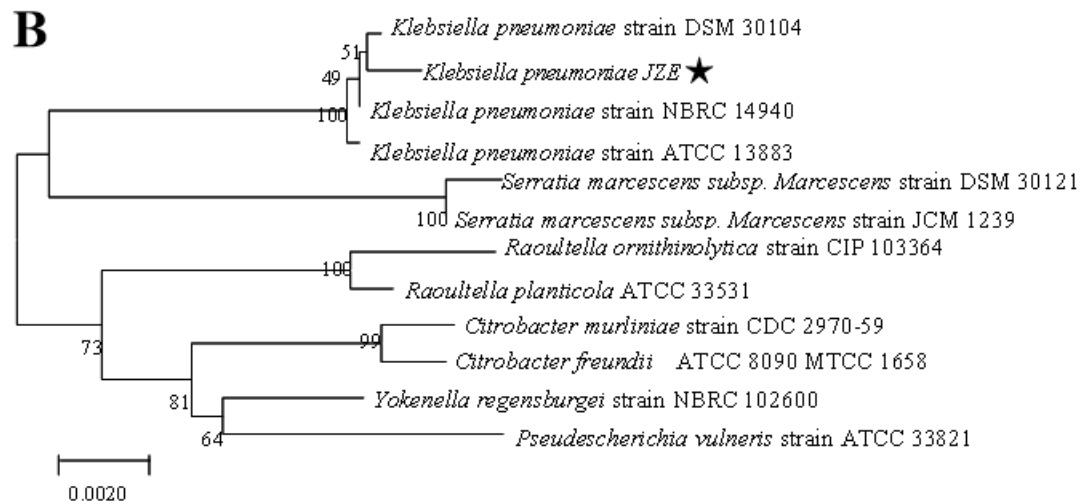 B
Klebsiella pneumoniae strain DSM 30104
51
Klebsiella pneumoniae JZE ★
49
Klebsiella pneumoniae strain NBRC 14940
100
Klebsiella pneumoniae strain ATCC 13883
Serratia marcescens subsp. Marcescens strain DSM 30121
100 Serratia marcescens subsp. Marcescens strain JCM 1239
Raoultella ornithinolytica strain CIP 103364
100
Raoultella planticola ATCC 33531
Citrobacter murliniae strain CDC 2970-59
99
73
Citrobacter freundii ATCC 8090 MTCC 1658
Yokenella regensburgei strain NBRC 102600
81
64
Pseudescherichia vulneris strain ATCC 33821
0.0020